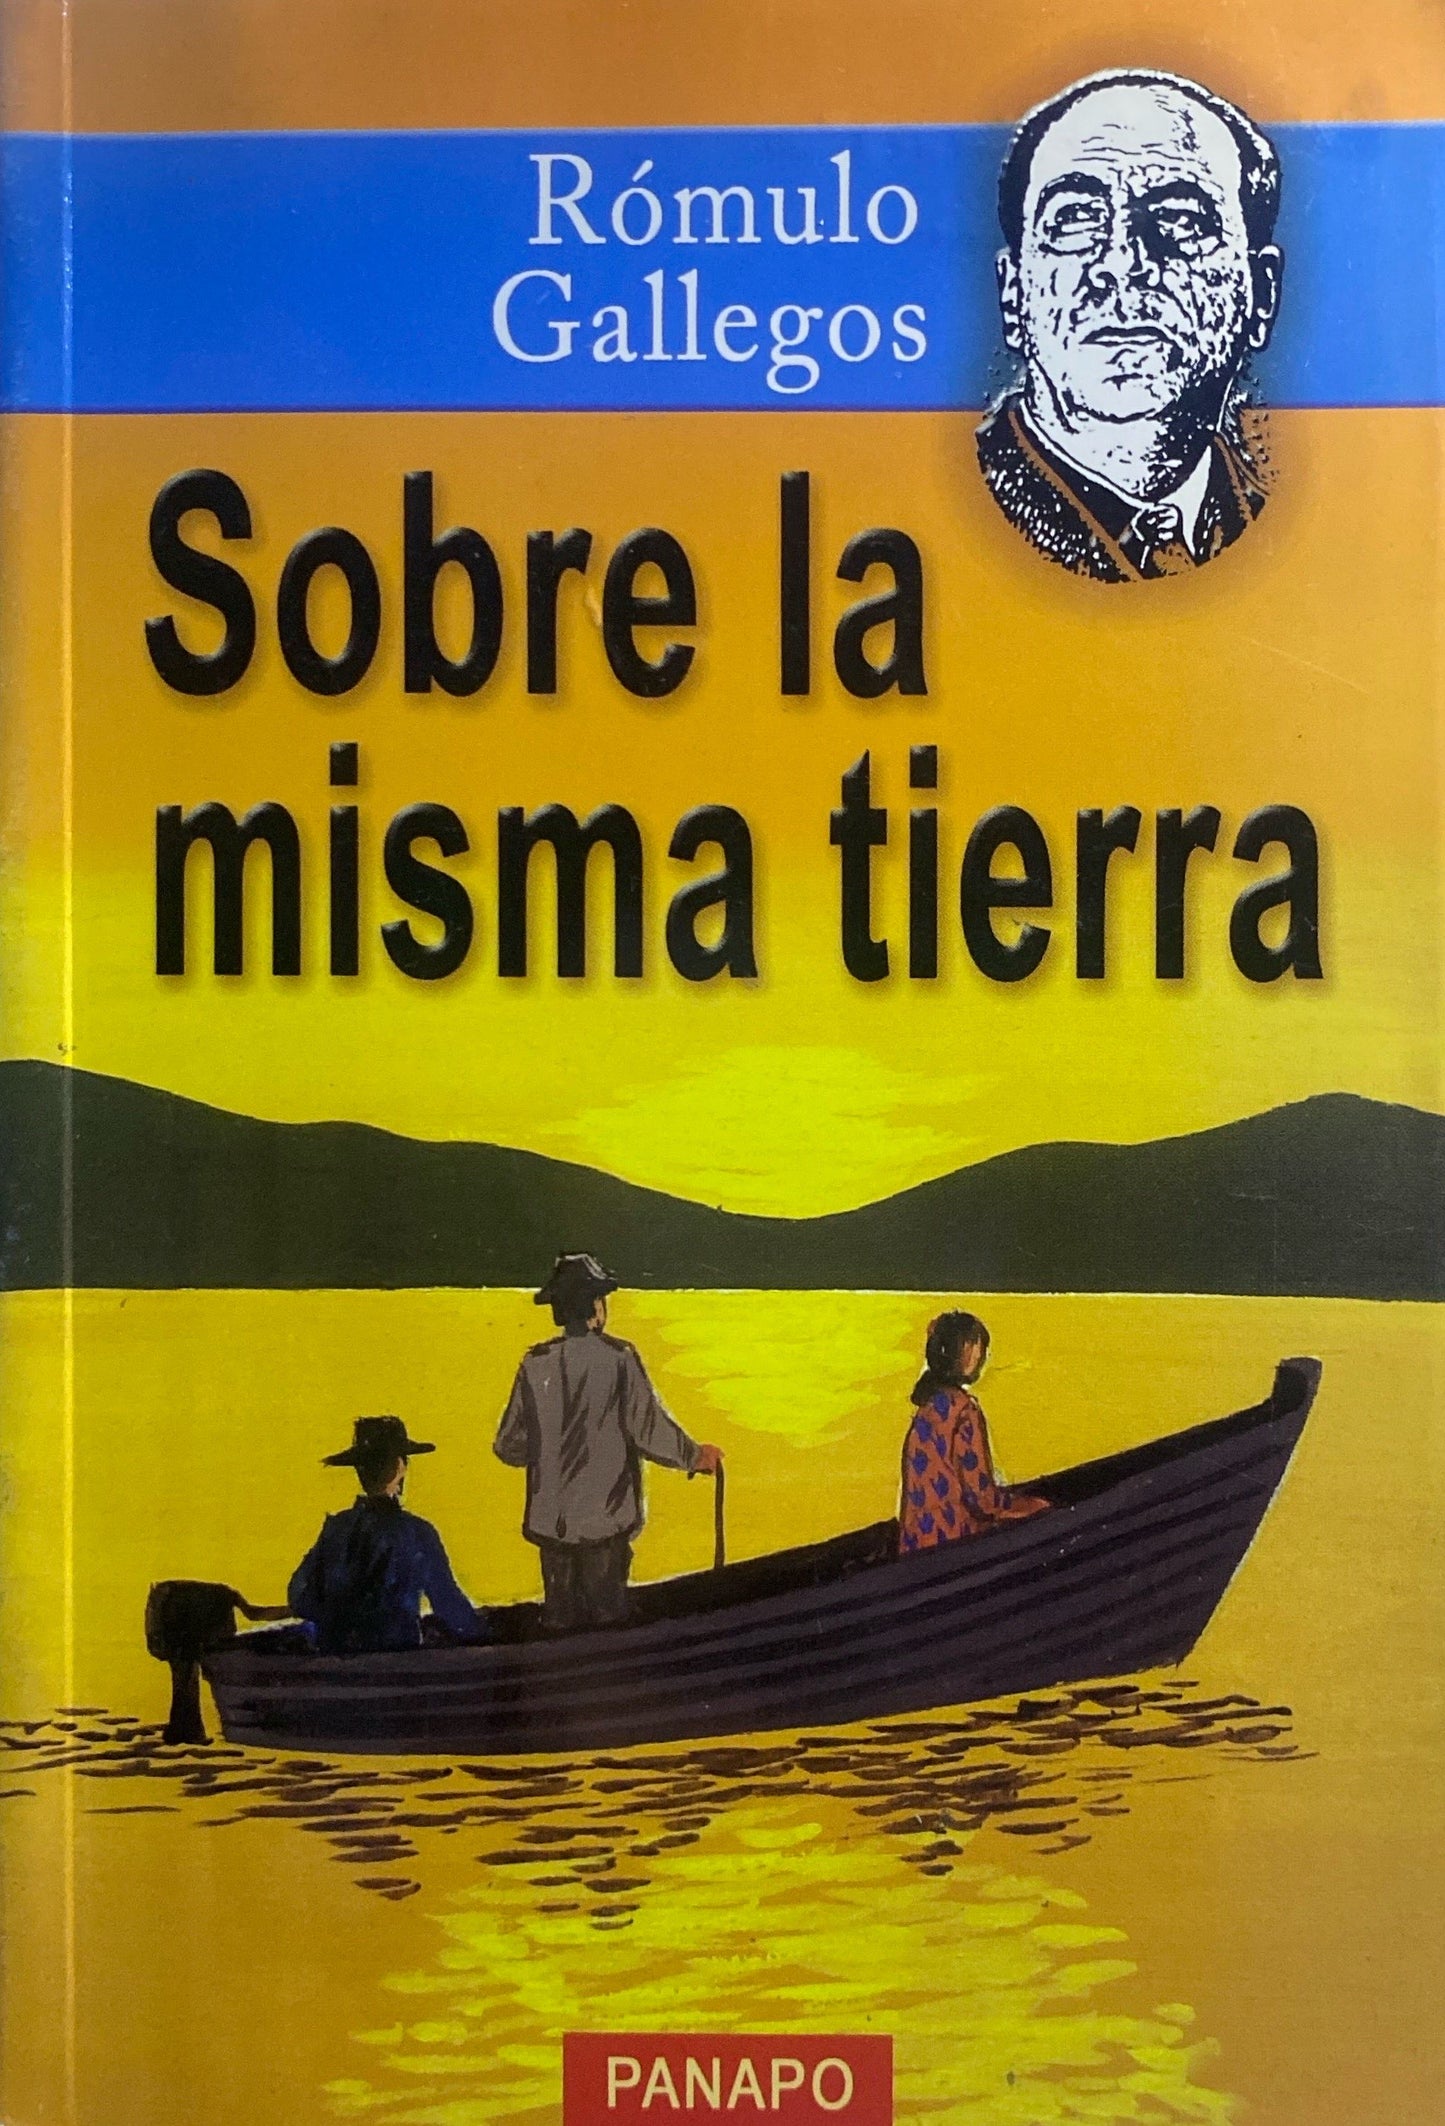 Rómulo
Gallegos
Sobre la
misma tierra
PANAPO